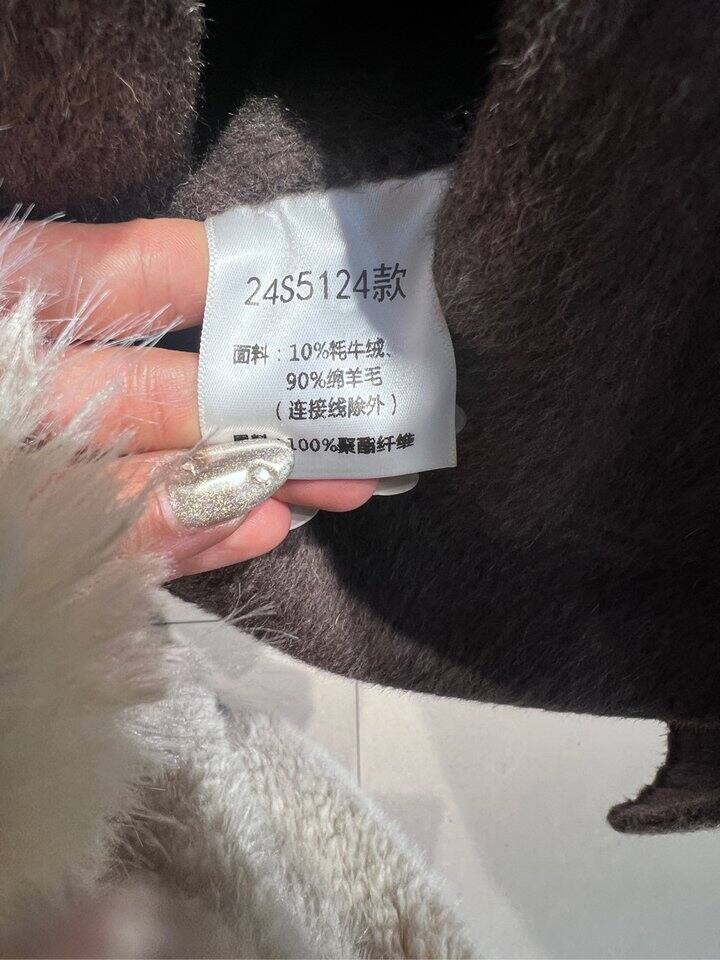 24S5124款
面料：10%牦牛绒、
90%绵羊毛
（连接线除外）
100%聚酯纤维